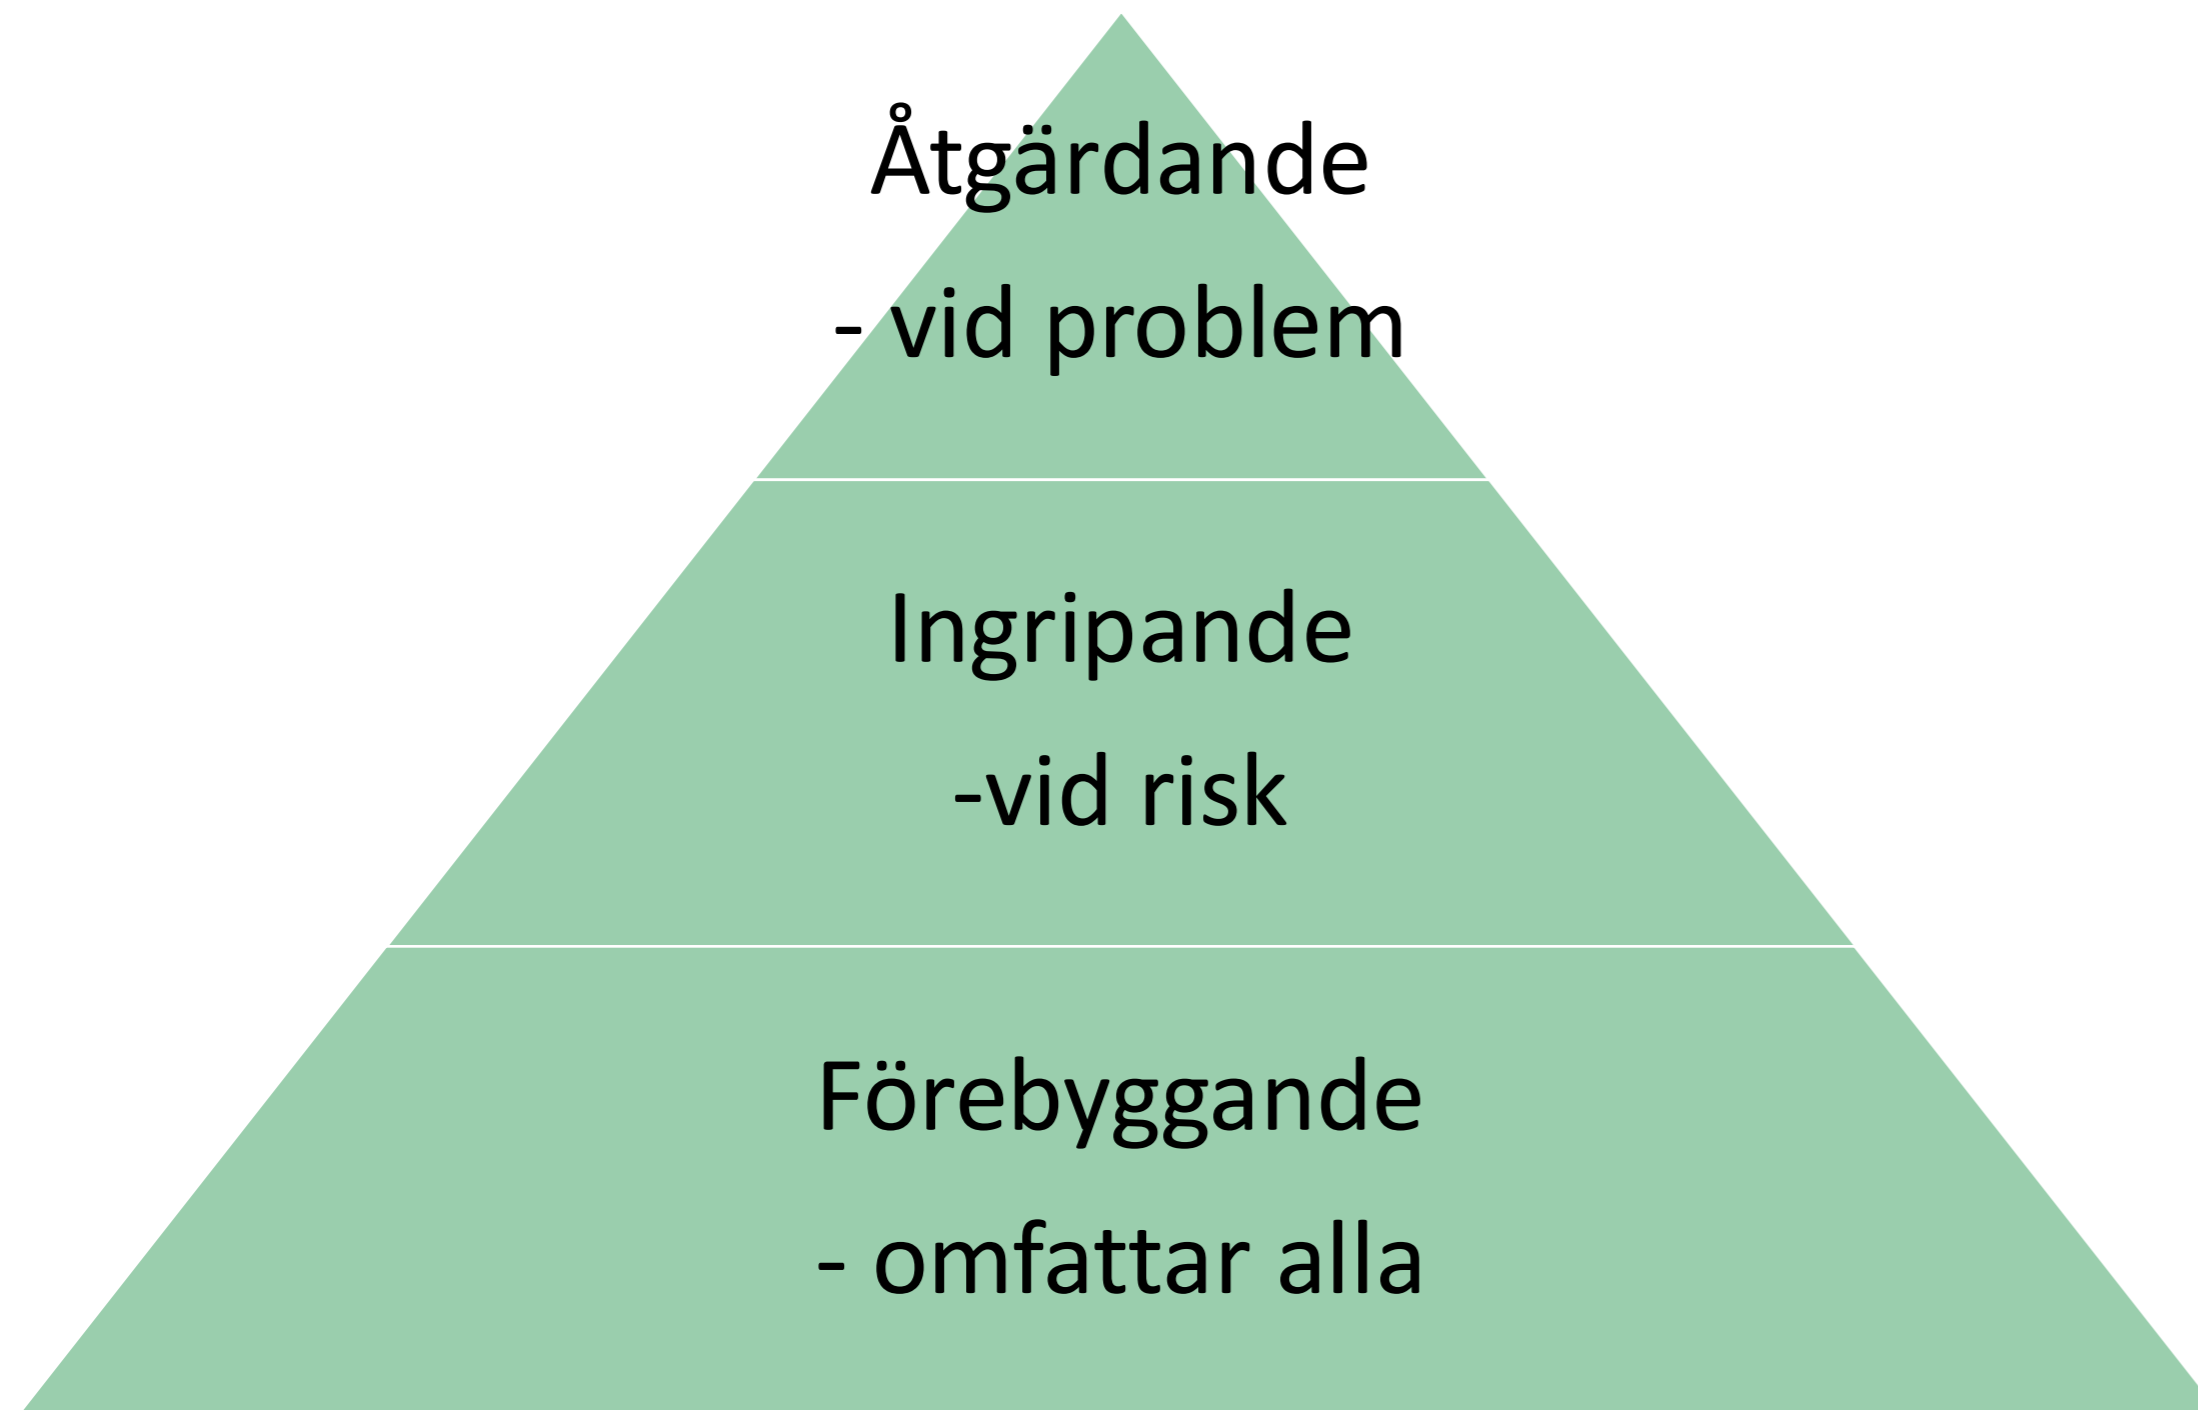 Åtgärdande
- vid problem
Ingripande
-vid risk
Förebyggande
- omfattar alla